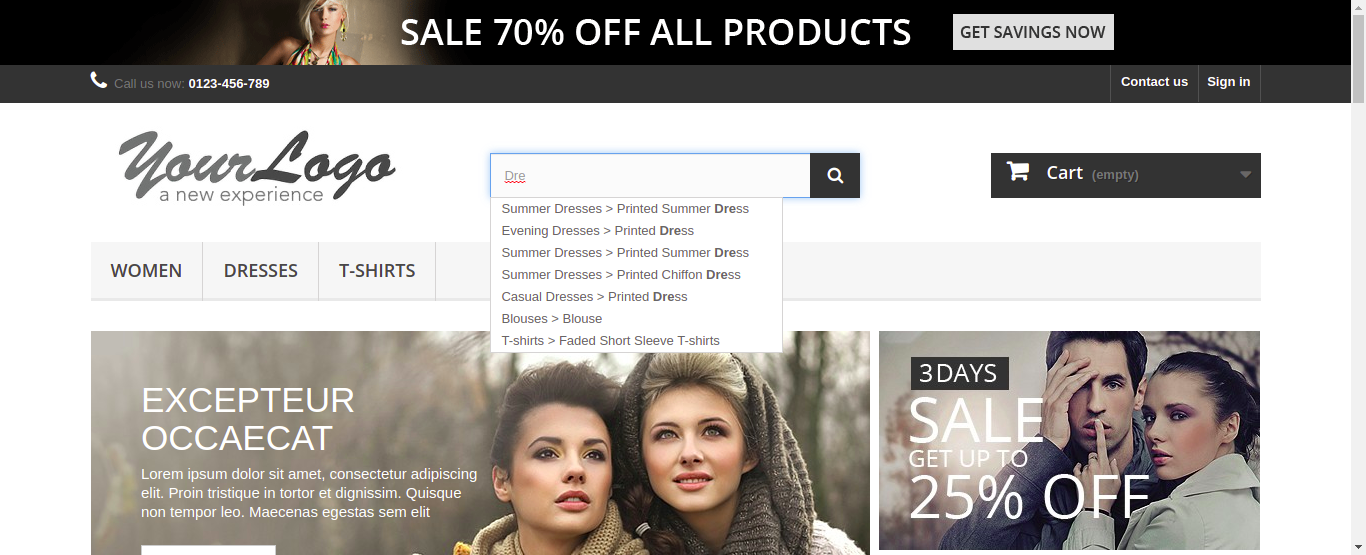 SALE 70% OFF ALL PRODUCTS GET SAVINGS NOW
Call us now: 0123-456-789 Contact us Sign in
YourLogo
a new experience
Dre
Cart (empty)
Summer Dresses > Printed Summer Dress
Evening Dresses > Printed Dress
Summer Dresses > Printed Summer Dress
Summer Dresses > Printed Chiffon Dress
Casual Dresses > Printed Dress
Blouses > Blouse
T-shirts > Faded Short Sleeve T-shirts
WOMEN DRESSES T-SHIRTS
EXCEPTEUR
OCCAECAT
Lorem ipsum dolor sit amet, consectetur adipiscing
elit. Proin tristique in tortor et dignissim. Quisque
non tempor leo. Maecenas egestas sem elit
3 DAYS
SALE
GET UP TO
25% OFF